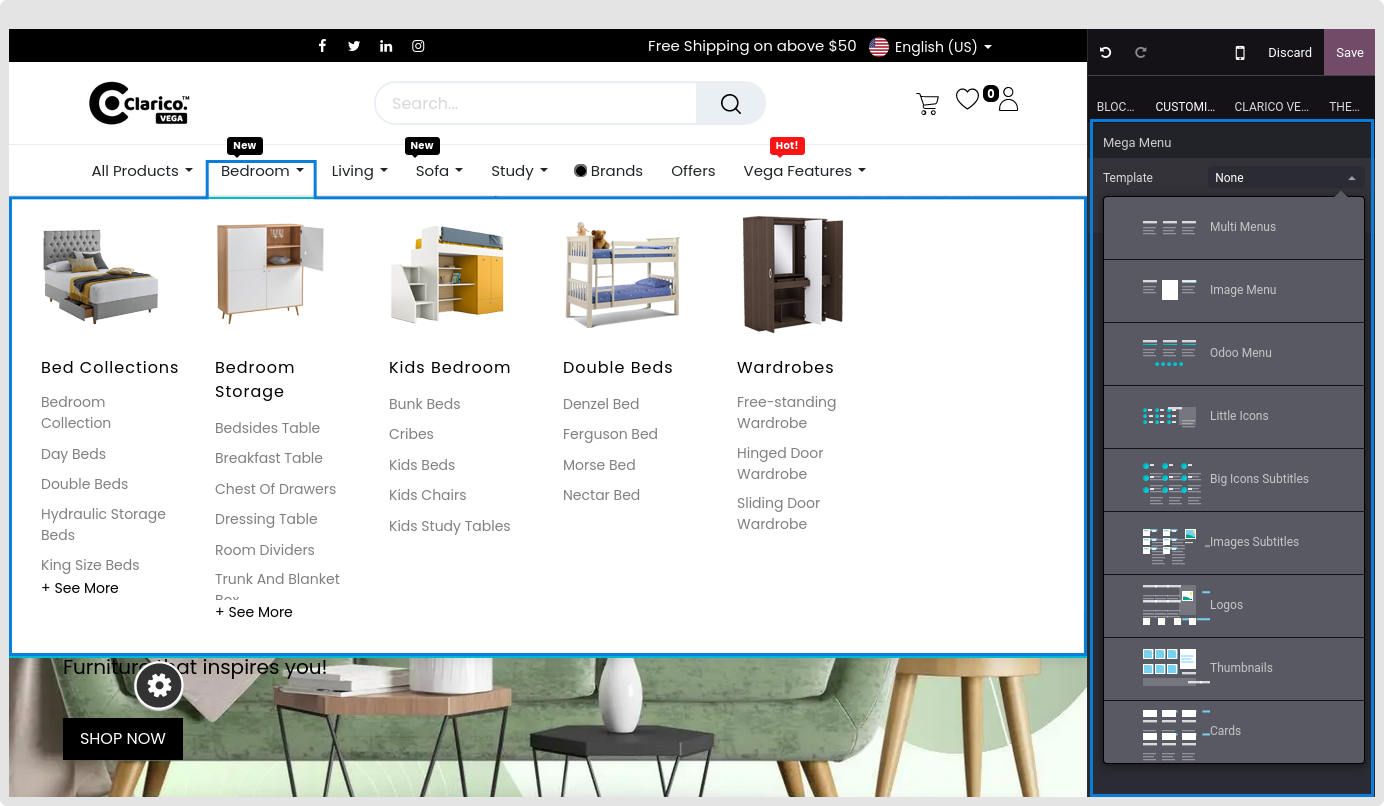 Free Shipping on above $50
English (US)
Discard
Save
Clarico.™
VEGA
Search...
0
BLOC...
CUSTOMI...
CLARICO VE...
THE...
New
New
Hot!
All Products
Bedroom
Living
Sofa
Study
Brands
Offers
Vega Features
Mega Menu
Template
None
Multi Menus
Image Menu
Odoo Menu
Little Icons
Big Icons Subtitles
Images Subtitles
Logos
Thumbnails
Cards
Bed Collections
Bedroom
Collection
Day Beds
Double Beds
Hydraulic Storage
Beds
King Size Beds
+ See More
Bedroom
Storage
Bedsides Table
Breakfast Table
Chest Of Drawers
Dressing Table
Room Dividers
Trunk And Blanket
Box
+ See More
Kids Bedroom
Bunk Beds
Cribes
Kids Beds
Kids Chairs
Kids Study Tables
Double Beds
Denzel Bed
Ferguson Bed
Morse Bed
Nectar Bed
Wardrobes
Free-standing
Wardrobe
Hinged Door
Wardrobe
Sliding Door
Wardrobe
Furniture that inspires you!
SHOP NOW